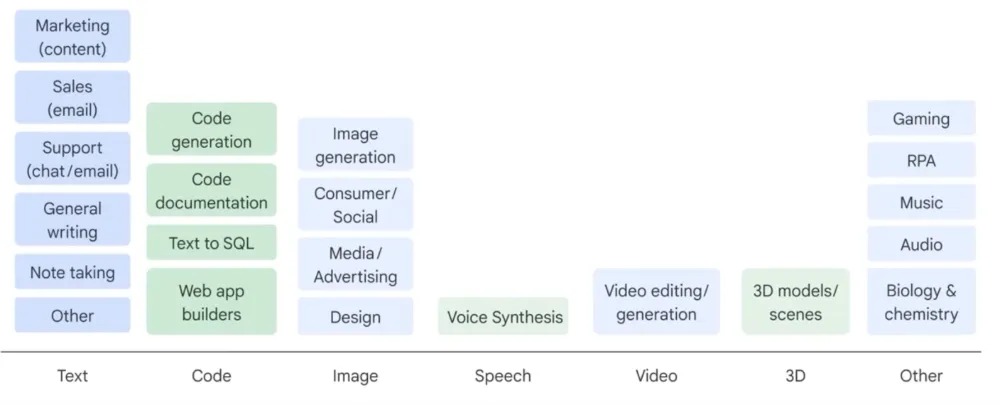 Marketing
(content)
Sales
(email)
Support
(chat/email)
General
writing
Note taking
Other
Code
generation
Code
documentation
Text to SQL
Web app
builders
Image
generation
Consumer/
Social
Media/
Advertising
Design
Voice Synthesis
Video editing/
generation
3D models/
scenes
Gaming
RPA
Music
Audio
Biology &
chemistry
Text
Code
Image
Speech
Video
3D
Other